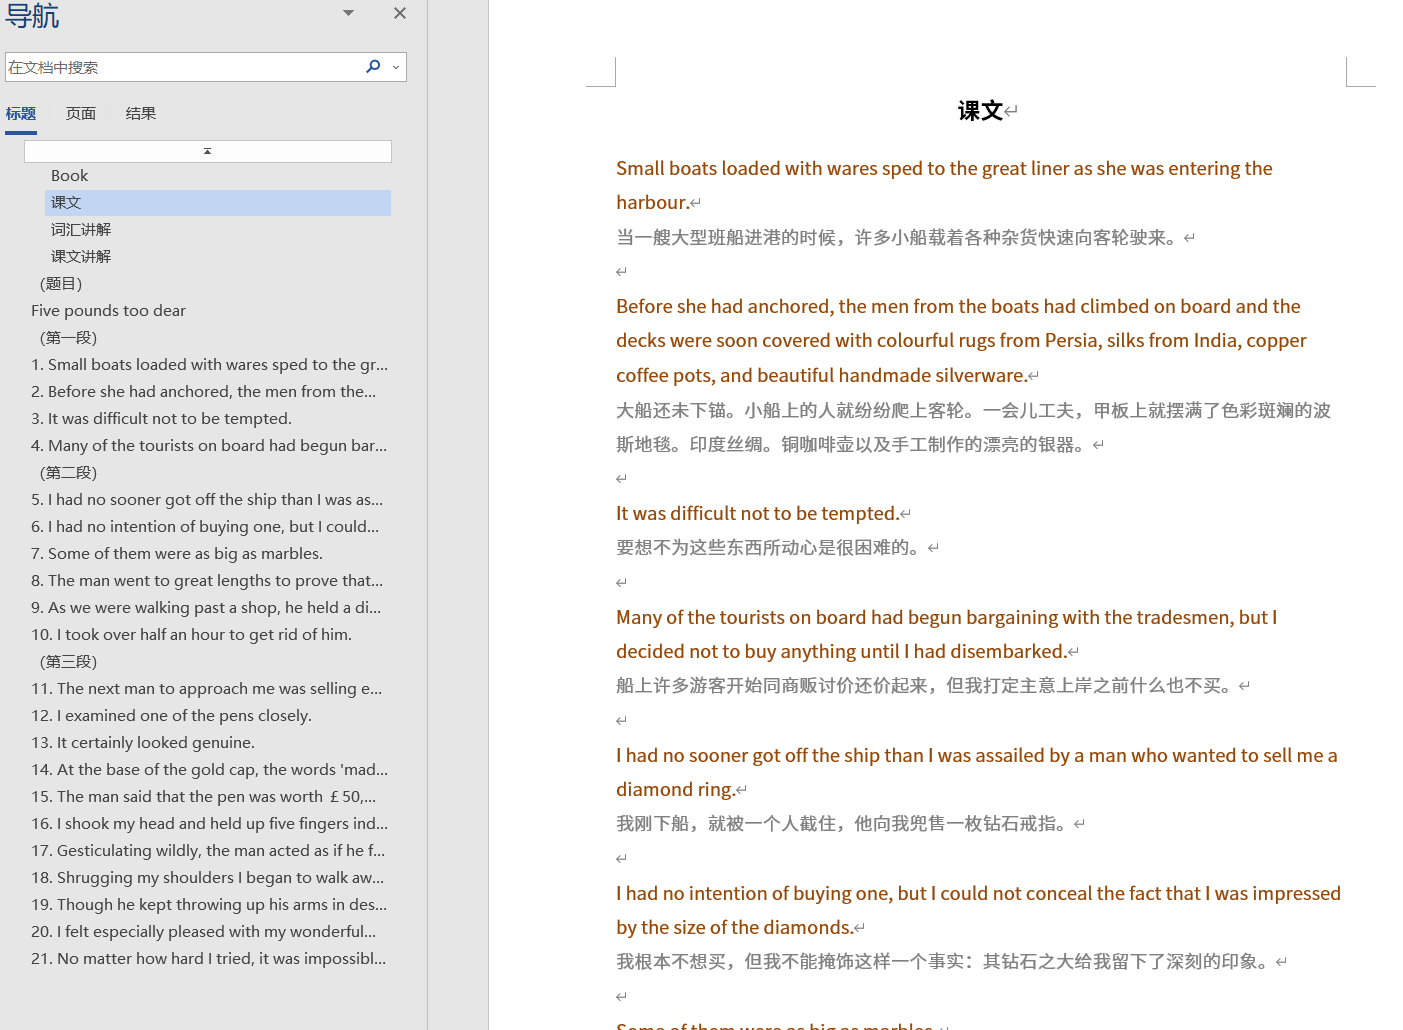 导航
在文档中搜索
标题 页面 结果
Book
课文
词汇讲解
课文讲解
(题目)
Five pounds too dear
(第一段)
1. Small boats loaded with wares sped to the gr...
2. Before she had anchored, the men from the...
3. It was difficult not to be tempted.
4. Many of the tourists on board had begun bar...
(第二段)
5. I had no sooner got off the ship than I was as...
6. I had no intention of buying one, but I could...
7. Some of them were as big as marbles.
8. The man went to great lengths to prove that...
9. As we were walking past a shop, he held a di...
10. I took over half an hour to get rid of him.
(第三段)
11. The next man to approach me was selling e...
12. I examined one of the pens closely.
13. It certainly looked genuine.
14. At the base of the gold cap, the words 'mad...
15. The man said that the pen was worth ￡50,...
16. I shook my head and held up five fingers ind...
17. Gesticulating wildly, the man acted as if he f...
18. Shrugging my shoulders I began to walk aw...
19. Though he kept throwing up his arms in des...
20. I felt especially pleased with my wonderful...
21. No matter how hard I tried, it was impossibl...
课文
Small boats loaded with wares sped to the great liner as she was entering the
harbour.
当一艘大型班船进港的时候，许多小船载着各种杂货快速向客轮驶来。
Before she had anchored, the men from the boats had climbed on board and the
decks were soon covered with colourful rugs from Persia, silks from India, copper
coffee pots, and beautiful handmade silverware.
大船还未下锚。小船上的人就纷纷爬上客轮。一会儿工夫，甲板上就摆满了色彩斑斓的波
斯地毯。印度丝绸。铜咖啡壶以及手工制作的漂亮的银器。
It was difficult not to be tempted.
要想不为这些东西所动心是很困难的。
Many of the tourists on board had begun bargaining with the tradesmen, but I
decided not to buy anything until I had disembarked.
船上许多游客开始同商贩讨价还价起来，但我打定主意上岸之前什么也不买。
I had no sooner got off the ship than I was assailed by a man who wanted to sell me a
diamond ring.
我刚下船，就被一个人截住，他向我兜售一枚钻石戒指。
I had no intention of buying one, but I could not conceal the fact that I was impressed
by the size of the diamonds.
我根本不想买，但我不能掩饰这样一个事实：其钻石之大给我留下了深刻的印象。
Some of them were as big as marbles.